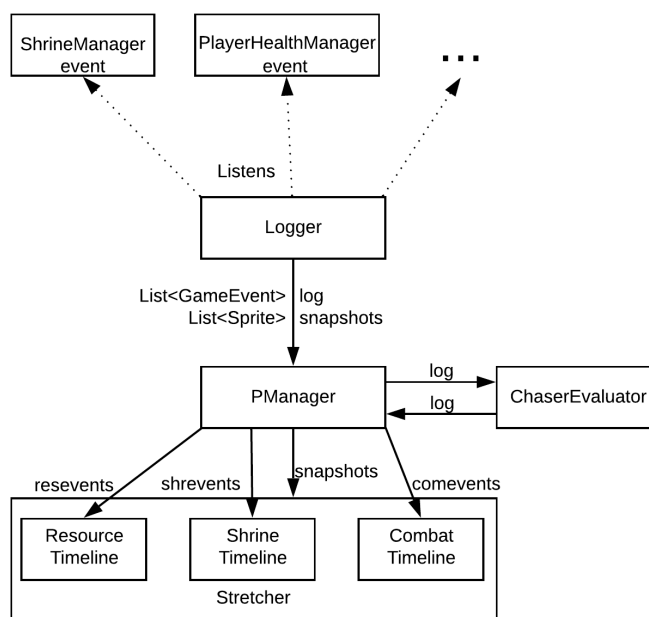 ShrineManager
event
PlayerHealthManager
event
...
Listens
Logger
List<GameEvent> log
List<Sprite> snapshots
PManager
log
log
ChaserEvaluator
resevents
shrevents
snapshots
comevents
Resource
Timeline
Shrine
Timeline
Combat
Timeline
Stretcher